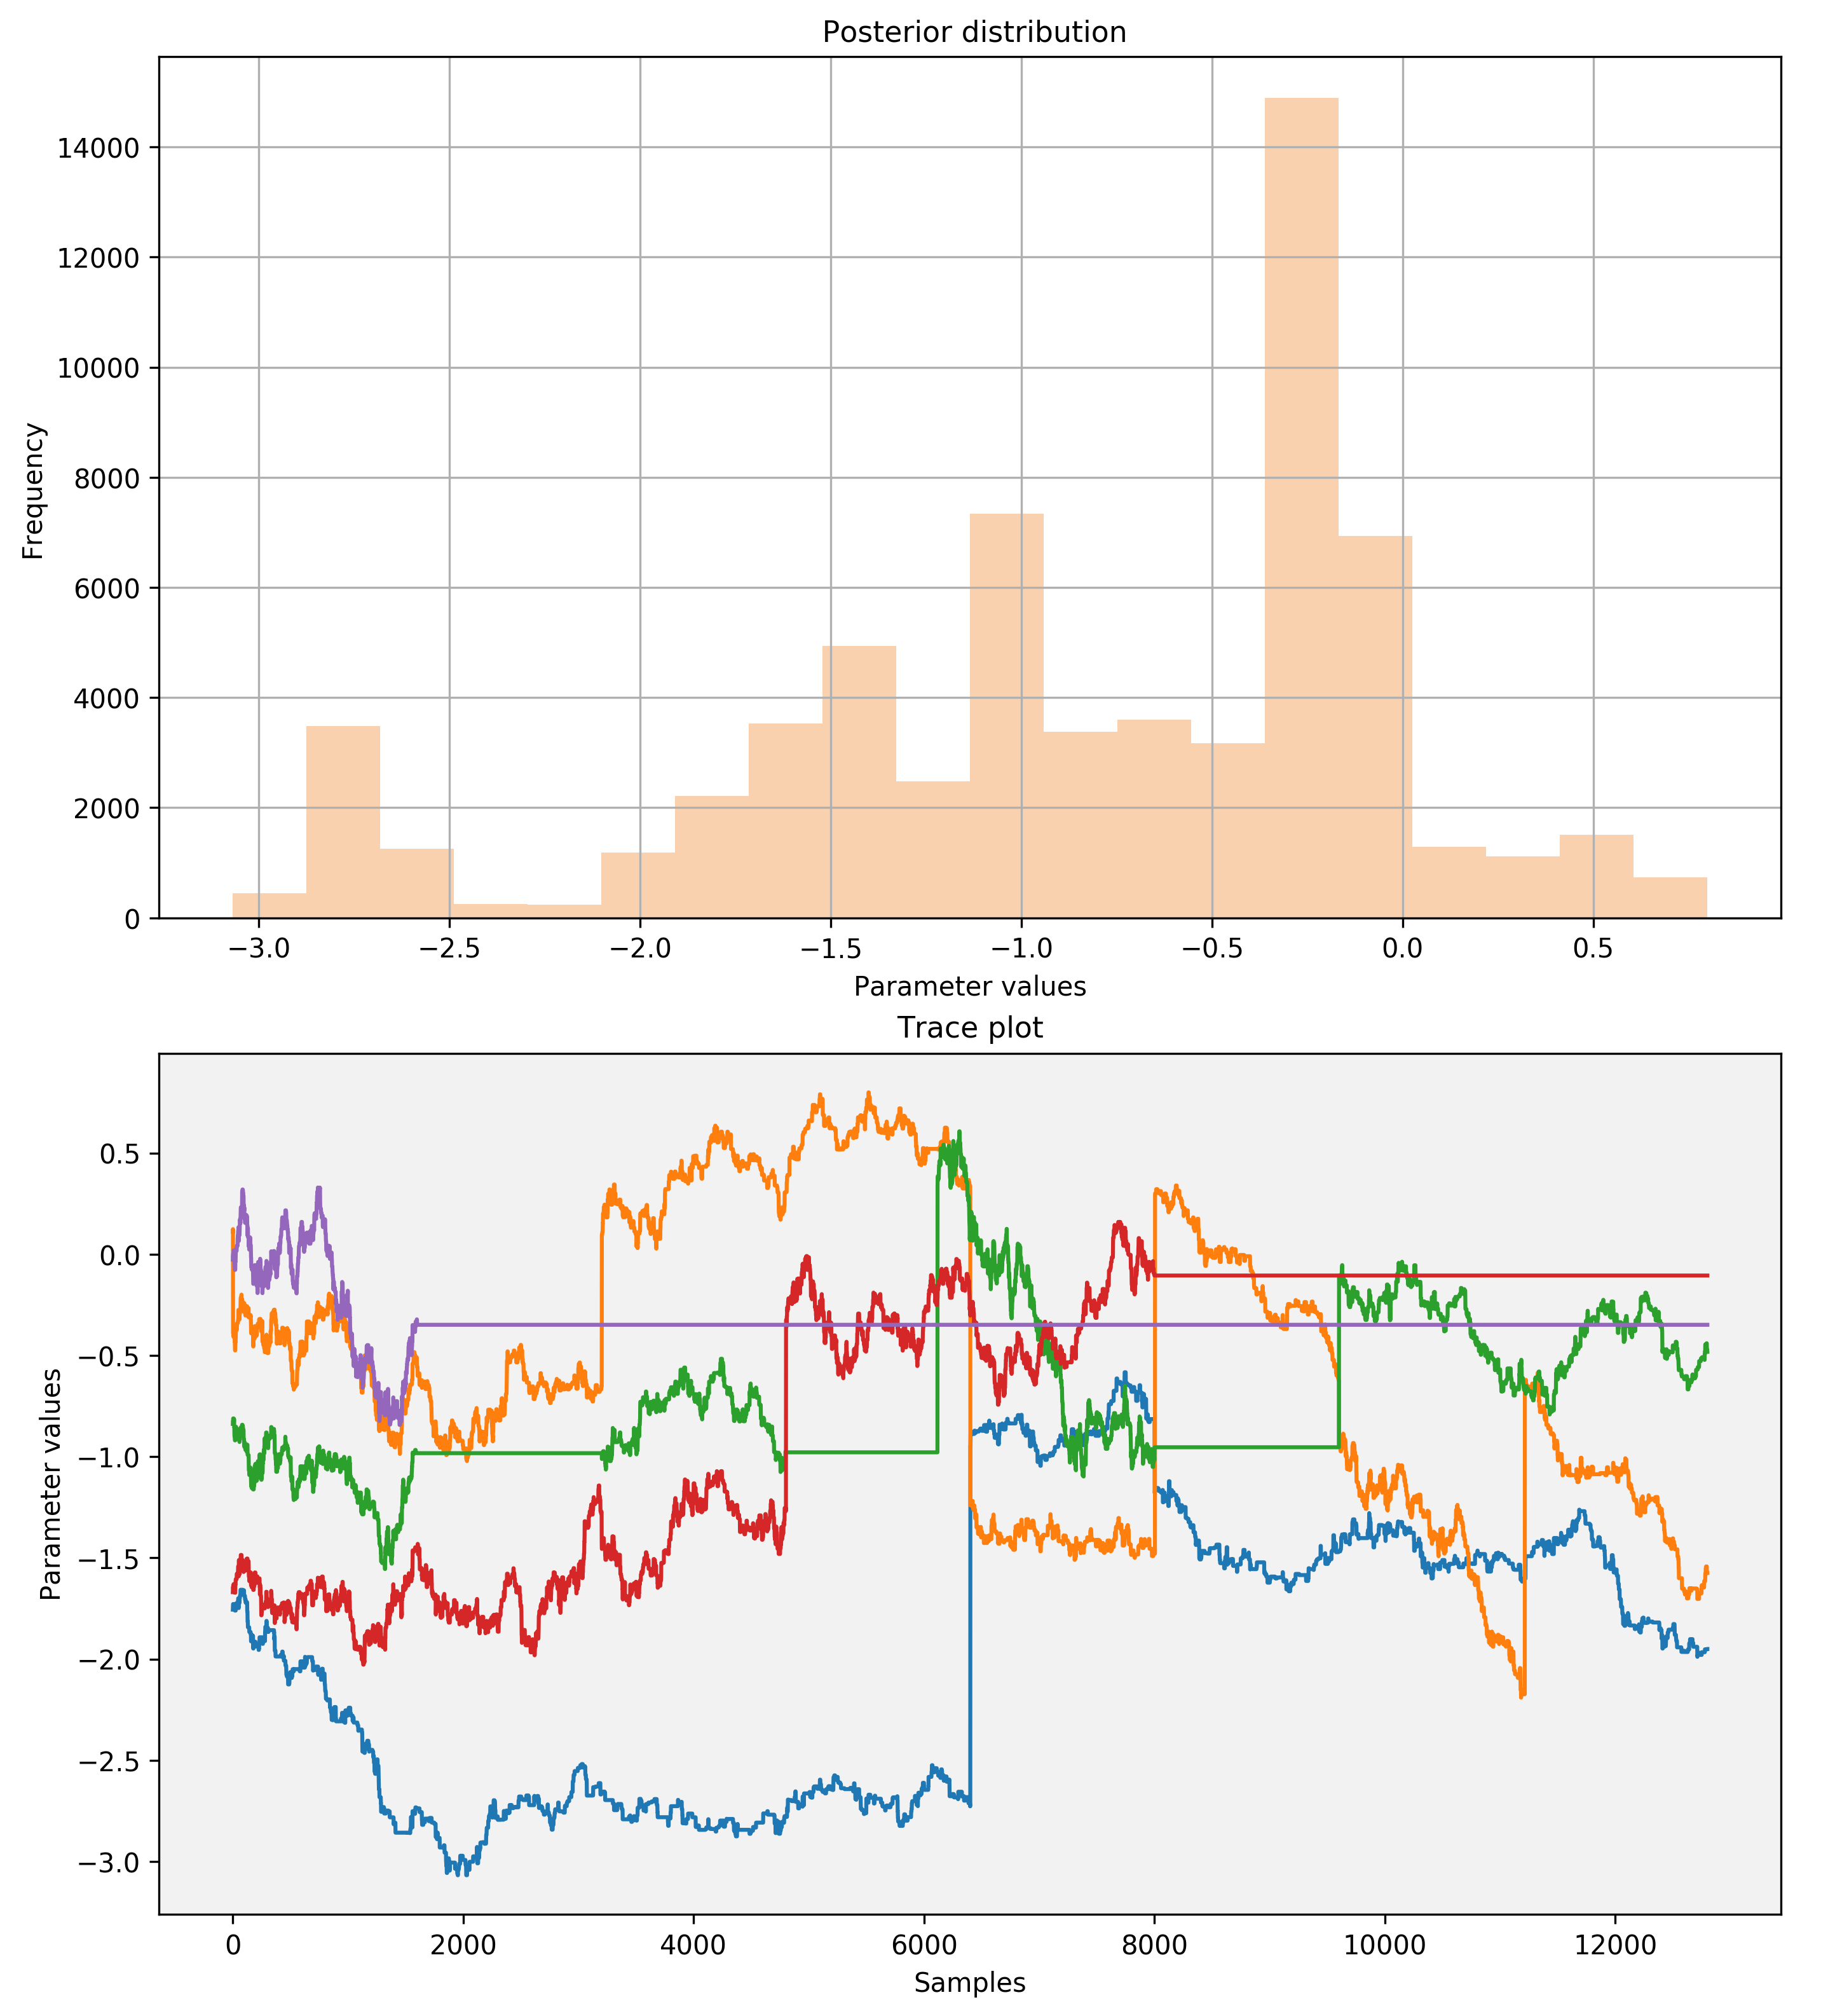 Posterior distribution
14000
12000
10000
8000
6000
4000
2000
0
Frequency
−3.0 −2.5 −2.0 −1.5 −1.0 −0.5 0.0 0.5
Parameter values
Trace plot
0.5
0.0
−0.5
−1.0
−1.5
−2.0
−2.5
−3.0
Parameter values
0 2000 4000 6000 8000 10000 12000
Samples